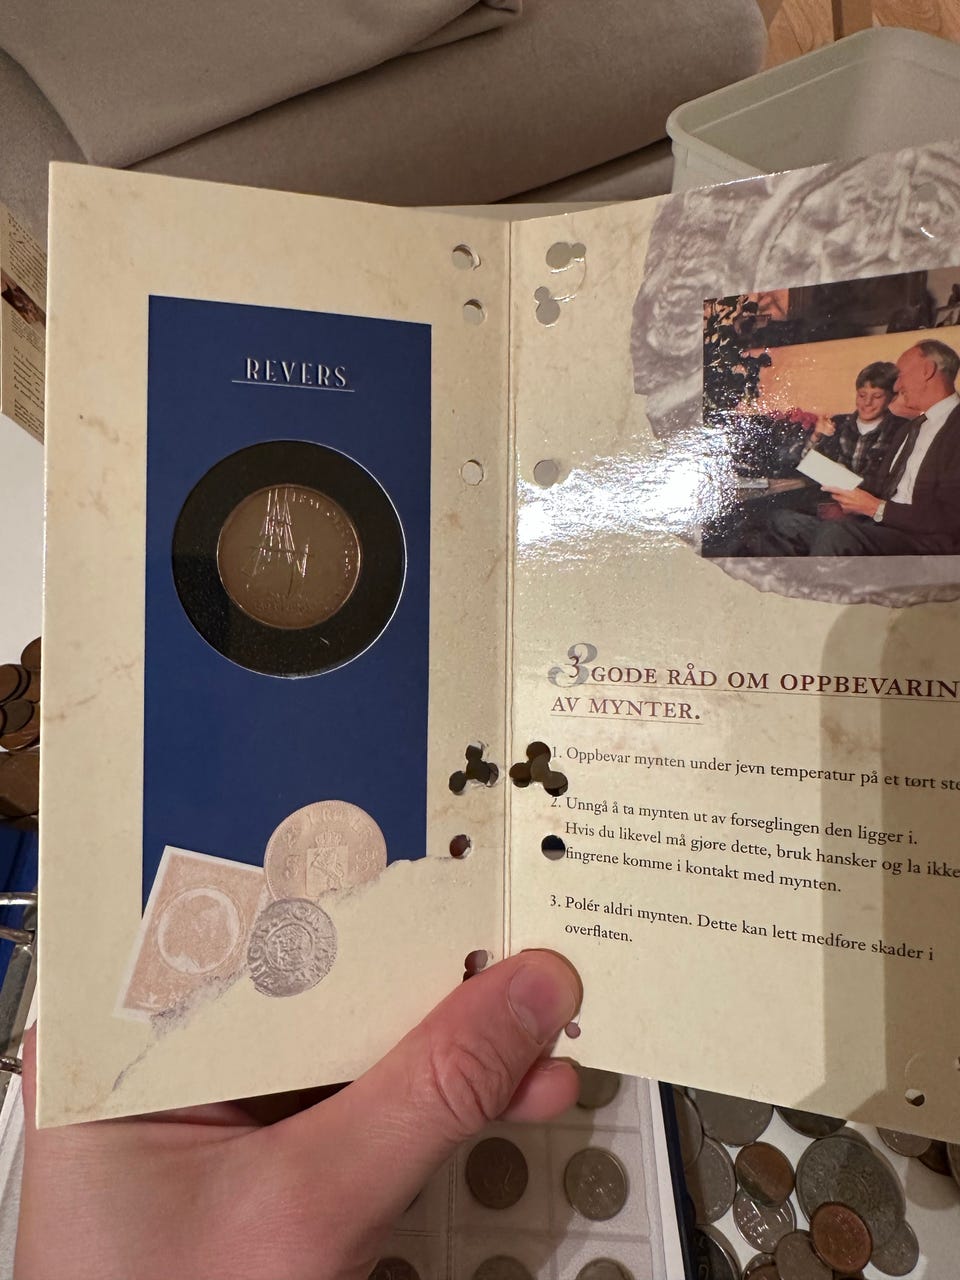 REVERS
3 GODE RÅD OM OPPBEVARIN
AV MYNTER.
1. Oppbevar mynten under jevn temperatur på et tørt ste
2. Unngå å ta mynten ut av forseglingen den ligger i.
Hvis du likevel må gjøre dette, bruk hansker og la ikke
fingrene komme i kontakt med mynten.
3. Polér aldri mynten. Dette kan lett medføre skader i
overflaten.